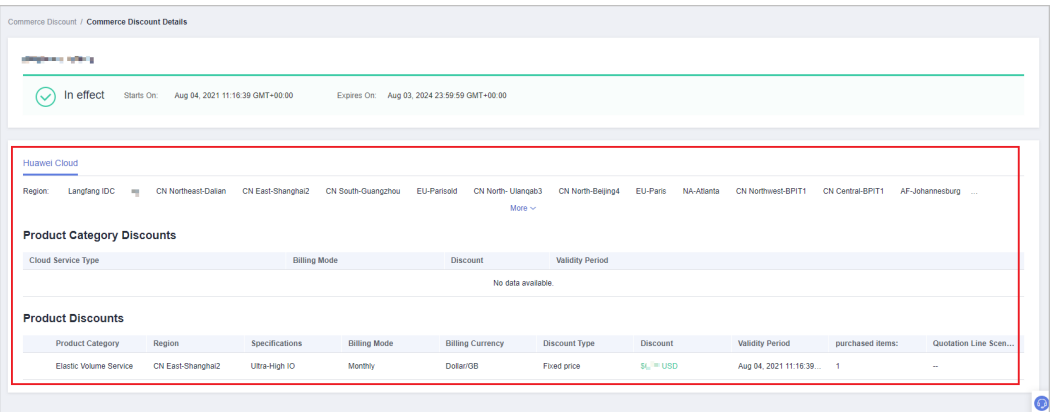 Commerce Discount / Commerce Discount Details
In effect Starts On: Aug 04, 2021 11:16:39 GMT+00:00 Expires On: Aug 03, 2024 23:59:59 GMT+00:00
Huawei Cloud
Region: Langfang IDC CN Northeast-Dalian CN East-Shanghai2 CN South-Guangzhou EU-Parisold CN North- Ulanqab3 CN North-Beijing4 EU-Paris NA-Atlanta CN Northwest-BPIT1 CN Central-BPIT1 AF-Johannesburg ...
More
Product Category Discounts
Cloud Service Type Billing Mode Discount Validity Period
No data available.
Product Discounts
Product Category Region Specifications Billing Mode Billing Currency Discount Type Discount Validity Period purchased items: Quotation Line Scen...
Elastic Volume Service CN East-Shanghai2 Ultra-High IO Monthly Dollar/GB Fixed price USD Aug 04, 2021 11:16:39... 1 --